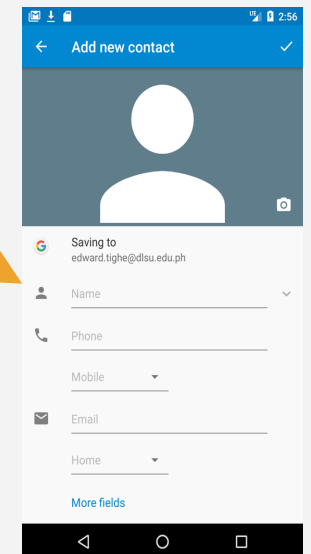 LTE 2:56
Add new contact
G
Saving to
edward.tighe@dlsu.edu.ph
Name
Phone
Mobile
Email
Home
More fields